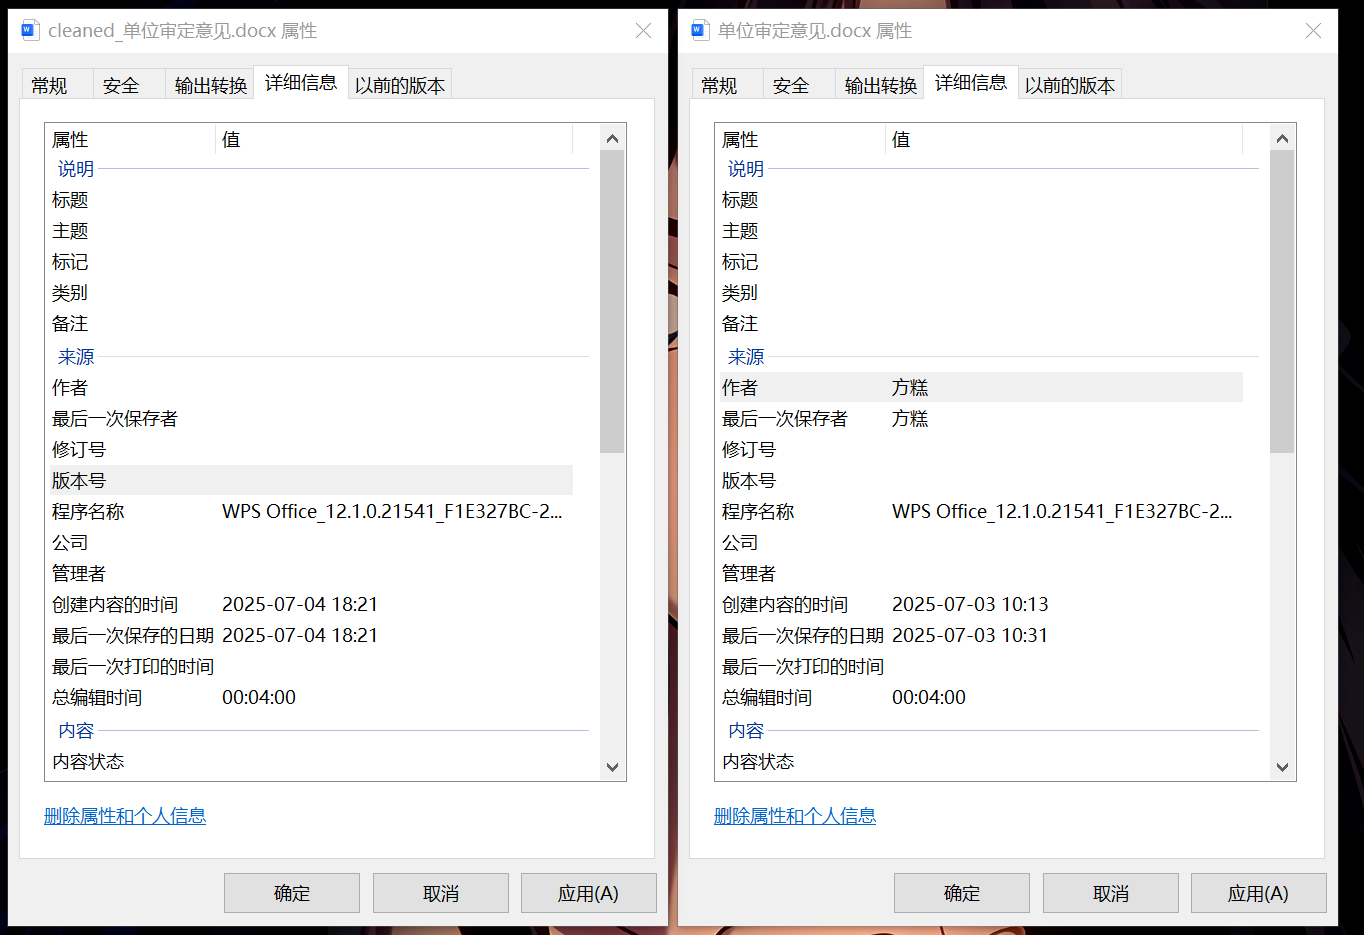 cleaned_单位审定意见.docx 属性
常规 安全 输出转换 详细信息 以前的版本
属性 值
说明
标题
主题
标记
类别
备注
来源
作者
最后一次保存者
修订号
版本号
程序名称 WPS Office_12.1.0.21541_F1E327BC-2...
公司
管理者
创建内容的时间 2025-07-04 18:21
最后一次保存的日期 2025-07-04 18:21
最后一次打印的时间
总编辑时间 00:04:00
内容
内容状态
删除属性和个人信息
确定 取消 应用(A)
单位审定意见.docx 属性
常规 安全 输出转换 详细信息 以前的版本
属性 值
说明
标题
主题
标记
类别
备注
来源
作者 方糕
最后一次保存者 方糕
修订号
版本号
程序名称 WPS Office_12.1.0.21541_F1E327BC-2...
公司
管理者
创建内容的时间 2025-07-03 10:13
最后一次保存的日期 2025-07-03 10:31
最后一次打印的时间
总编辑时间 00:04:00
内容
内容状态
删除属性和个人信息
确定 取消 应用(A)